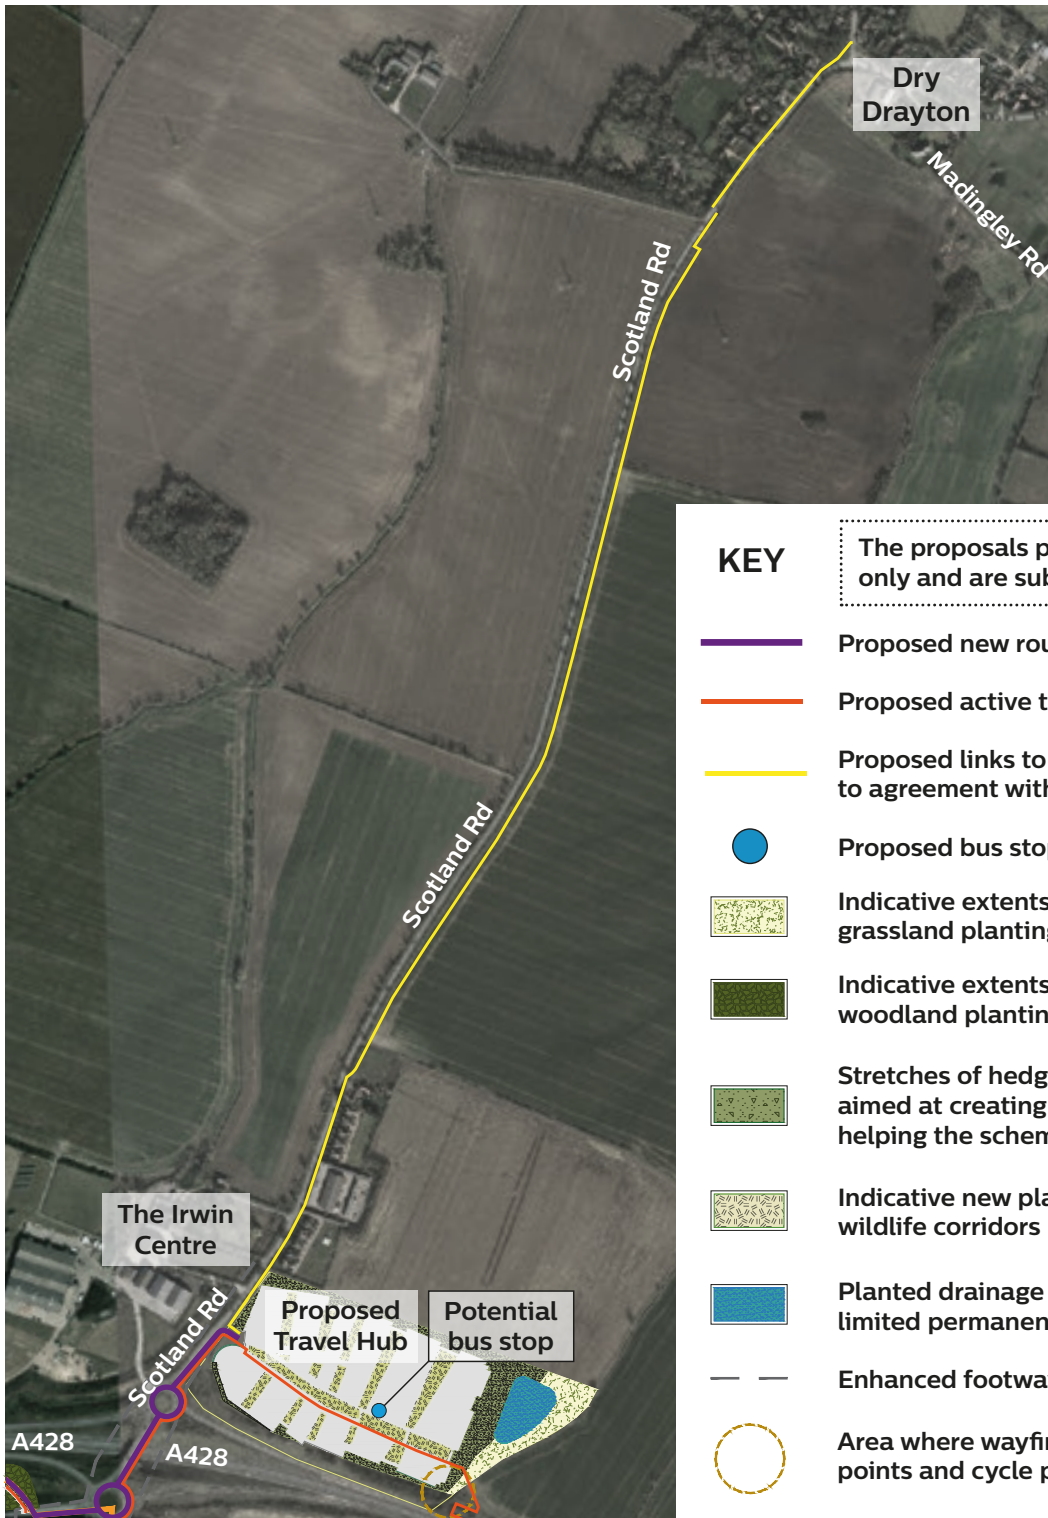 Dry
Drayton
Madingley Rd
Scotland Rd
Scotland Rd
The Irwin
Centre
Scotland Rd
Proposed
Travel Hub
Potential
bus stop
A428
A428
KEY
The proposals p
only and are sub
Proposed new rou
Proposed active t
Proposed links to
to agreement with
Proposed bus stop
Indicative extents
grassland planting
Indicative extents
woodland plantin
Stretches of hedg
aimed at creating
helping the schem
Indicative new pla
wildlife corridors
Planted drainage
limited permanen
Enhanced footwa
Area where wayfin
points and cycle p